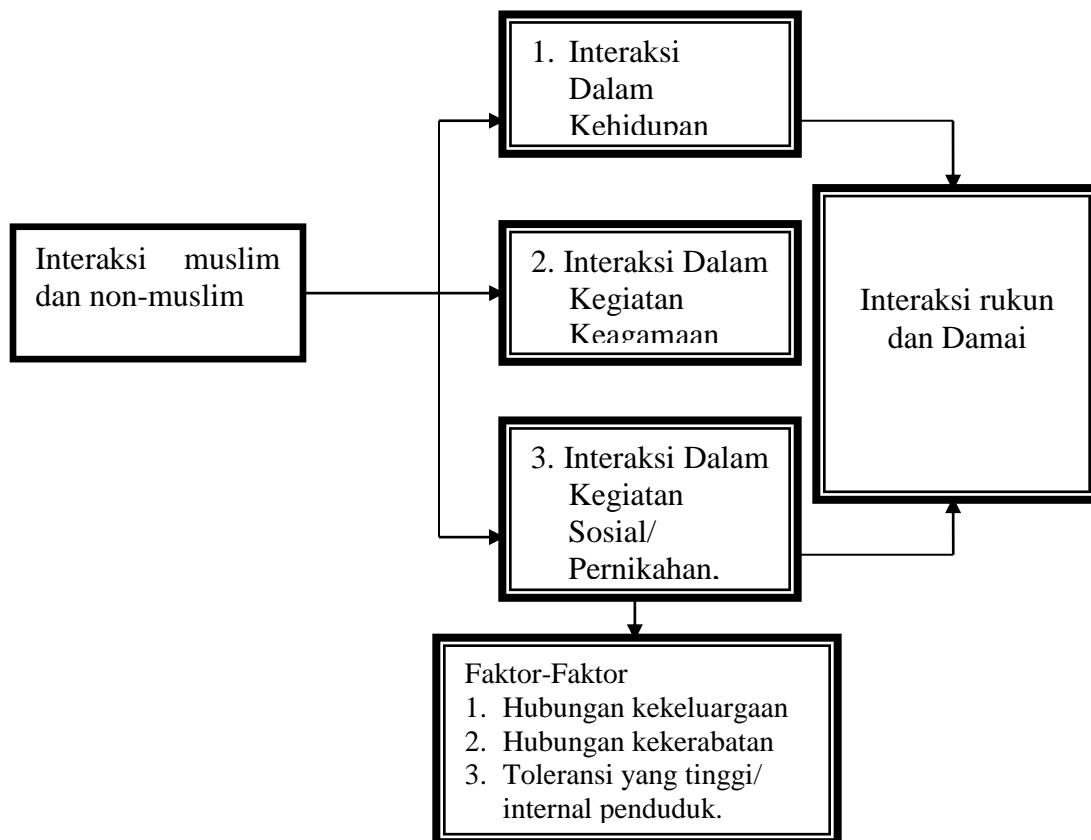 1. Interaksi
Dalam
Kehidupan
Interaksi muslim
dan non-muslim
2. Interaksi Dalam
Kegiatan
Keagamaan
Interaksi rukun
dan Damai
3. Interaksi Dalam
Kegiatan
Sosial/
Pernikahan.
Faktor-Faktor
1. Hubungan kekeluargaan
2. Hubungan kekerabatan
3. Toleransi yang tinggi/
internal penduduk.